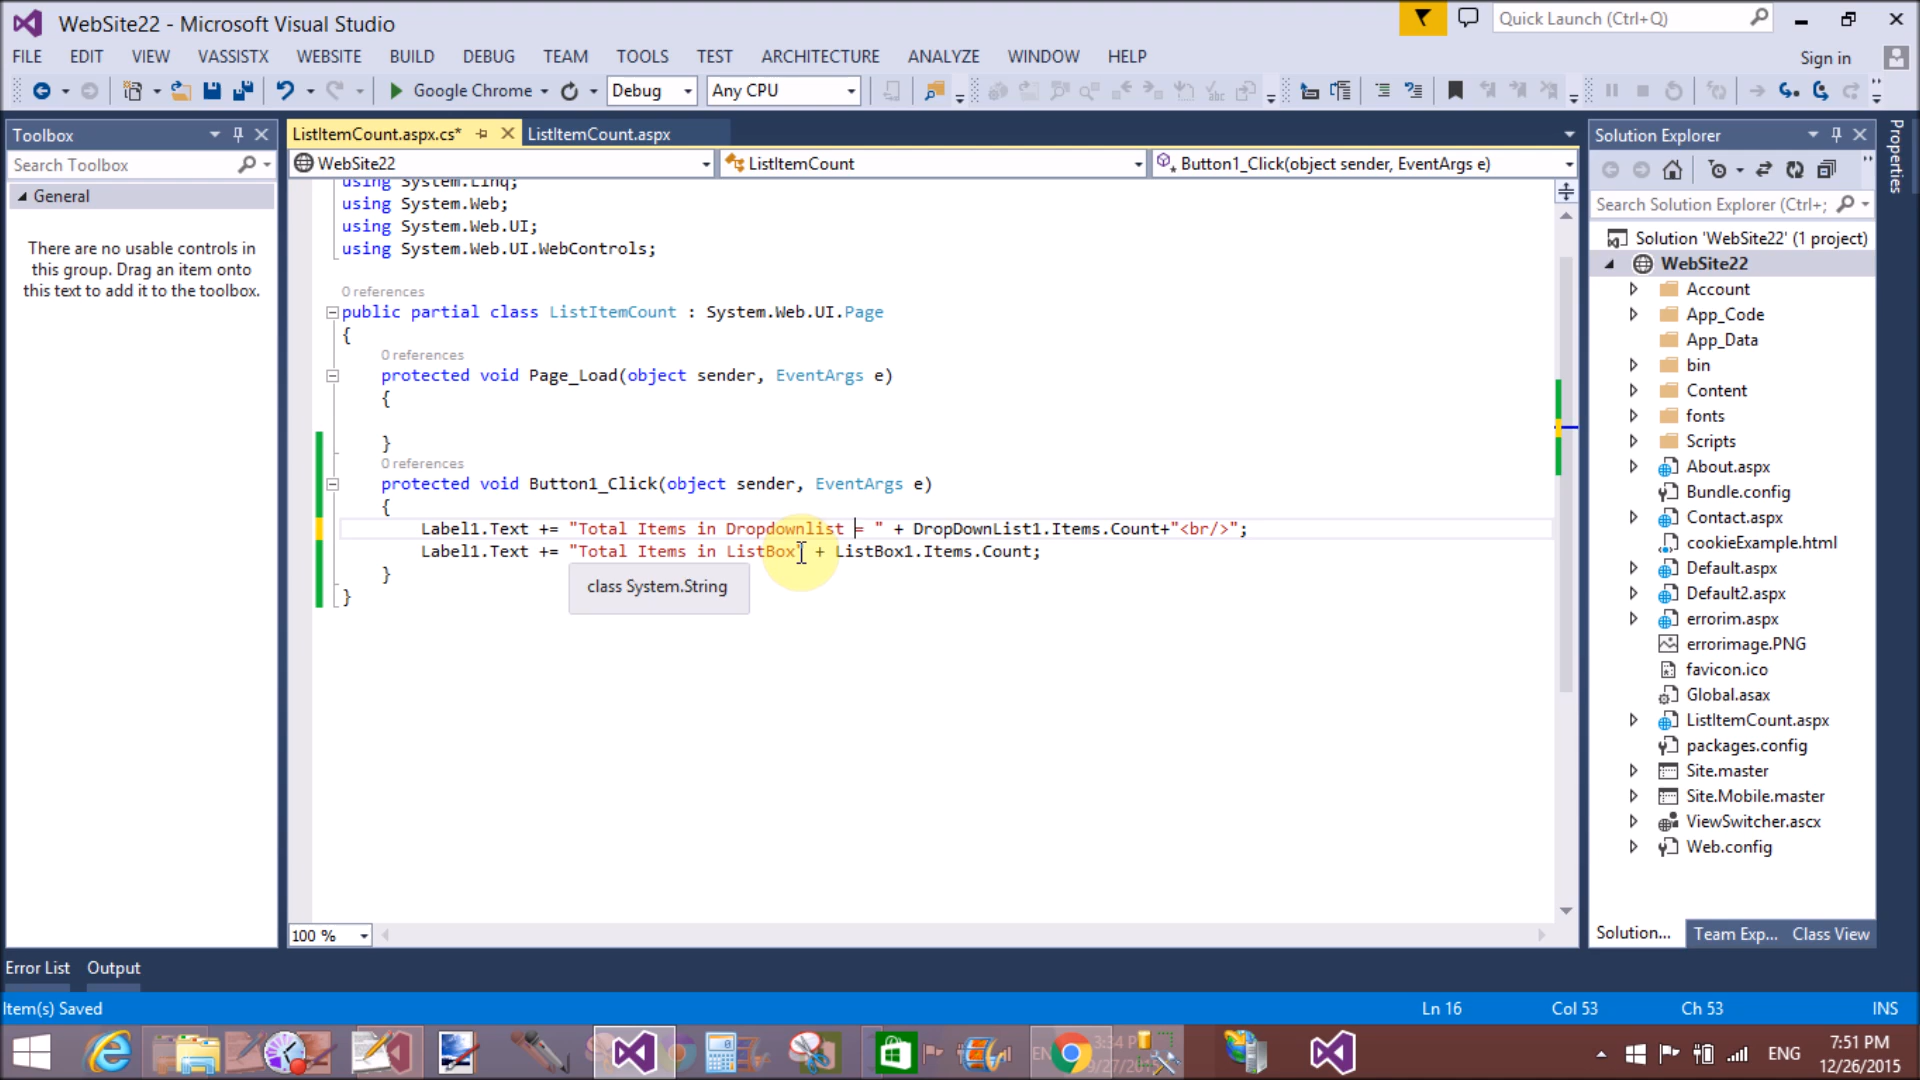 WebSite22 - Microsoft Visual Studio
Quick Launch (Ctrl+Q)
FILE EDIT VIEW VASSISTX WEBSITE BUILD DEBUG TEAM TOOLS TEST ARCHITECTURE ANALYZE WINDOW HELP
Sign in
Google Chrome Debug Any CPU
Toolbox
Search Toolbox
General
There are no usable controls in
this group. Drag an item onto
this text to add it to the toolbox.
ListItemCount.aspx.cs* ListItemCount.aspx
WebSite22 ListItemCount Button1_Click(object sender, EventArgs e)
using System.Linq;
using System.Web;
using System.Web.UI;
using System.Web.UI.WebControls;
0 references
public partial class ListItemCount : System.Web.UI.Page
{
0 references
protected void Page_Load(object sender, EventArgs e)
{
}
0 references
protected void Button1_Click(object sender, EventArgs e)
{
Label1.Text += "Total Items in Dropdownlist = " + DropDownList1.Items.Count+"<br/>";
Label1.Text += "Total Items in ListBox" + ListBox1.Items.Count;
}
}
class System.String
100 %
Solution Explorer
Search Solution Explorer (Ctrl+;
Solution 'WebSite22' (1 project)
WebSite22
Account
App_Code
App_Data
bin
Content
fonts
Scripts
About.aspx
Bundle.config
Contact.aspx
cookieExample.html
Default.aspx
Default2.aspx
errorim.aspx
errorimage.PNG
favicon.ico
Global.asax
ListItemCount.aspx
packages.config
Site.master
Site.Mobile.master
ViewSwitcher.ascx
Web.config
Solution... Team Exp... Class View
Properties
Error List Output
Item(s) Saved
Ln 16 Col 53 Ch 53 INS
ENG
7:51 PM
12/26/2015